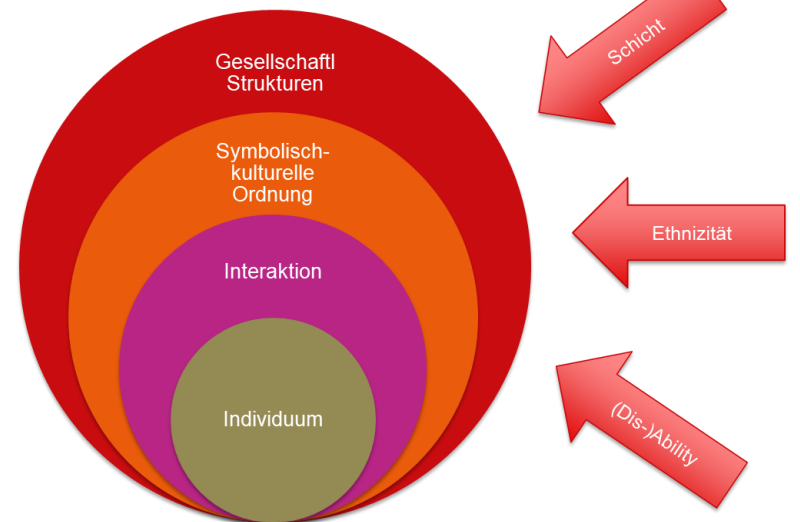 Gesellschaftl
Strukturen
Symbolisch-
kulturelle
Ordnung
Interaktion
Individuum
Schicht
Ethnizität
(Dis-)Ability